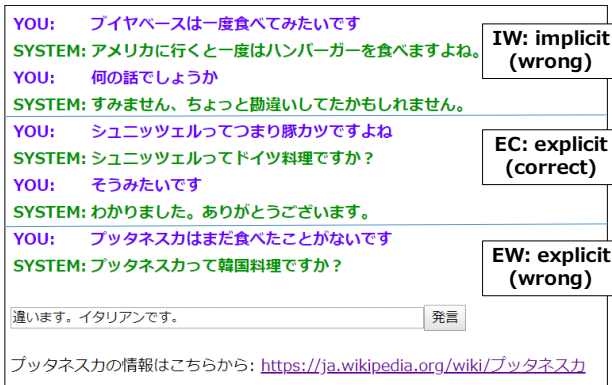 YOU: ブイヤベースは一度食べてみたいです
SYSTEM: アメリカに行くと一度はハンバーガーを食べますよね。
YOU: 何の話でしょうか
SYSTEM: すみません、ちょっと勘違いしてたかもしれません。
IW: implicit
(wrong)
YOU: シュニッツェルってつまり豚カツですよね
SYSTEM: シュニッツェルってドイツ料理ですか？
YOU: そうみたいです
SYSTEM: わかりました。ありがとうございます。
EC: explicit
(correct)
YOU: プッタネスカはまだ食べたことがないです
SYSTEM: プッタネスカって韓国料理ですか？
EW: explicit
(wrong)
違います。イタリアンです。 発言
プッタネスカの情報はこちらから: https://ja.wikipedia.org/wiki/プッタネスカ